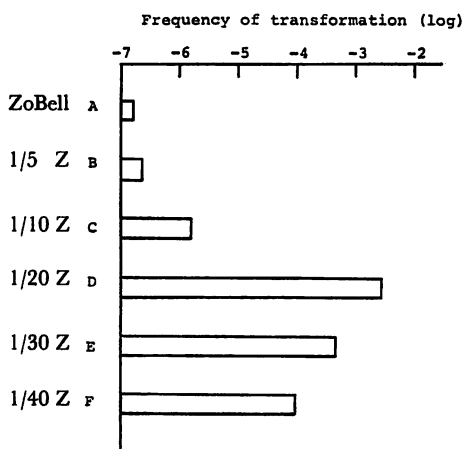 Frequency of transformation (log)
-7 -6 -5 -4 -3 -2
ZoBell A
1/5 Z B
1/10 Z C
1/20 Z D
1/30 Z E
1/40 Z F